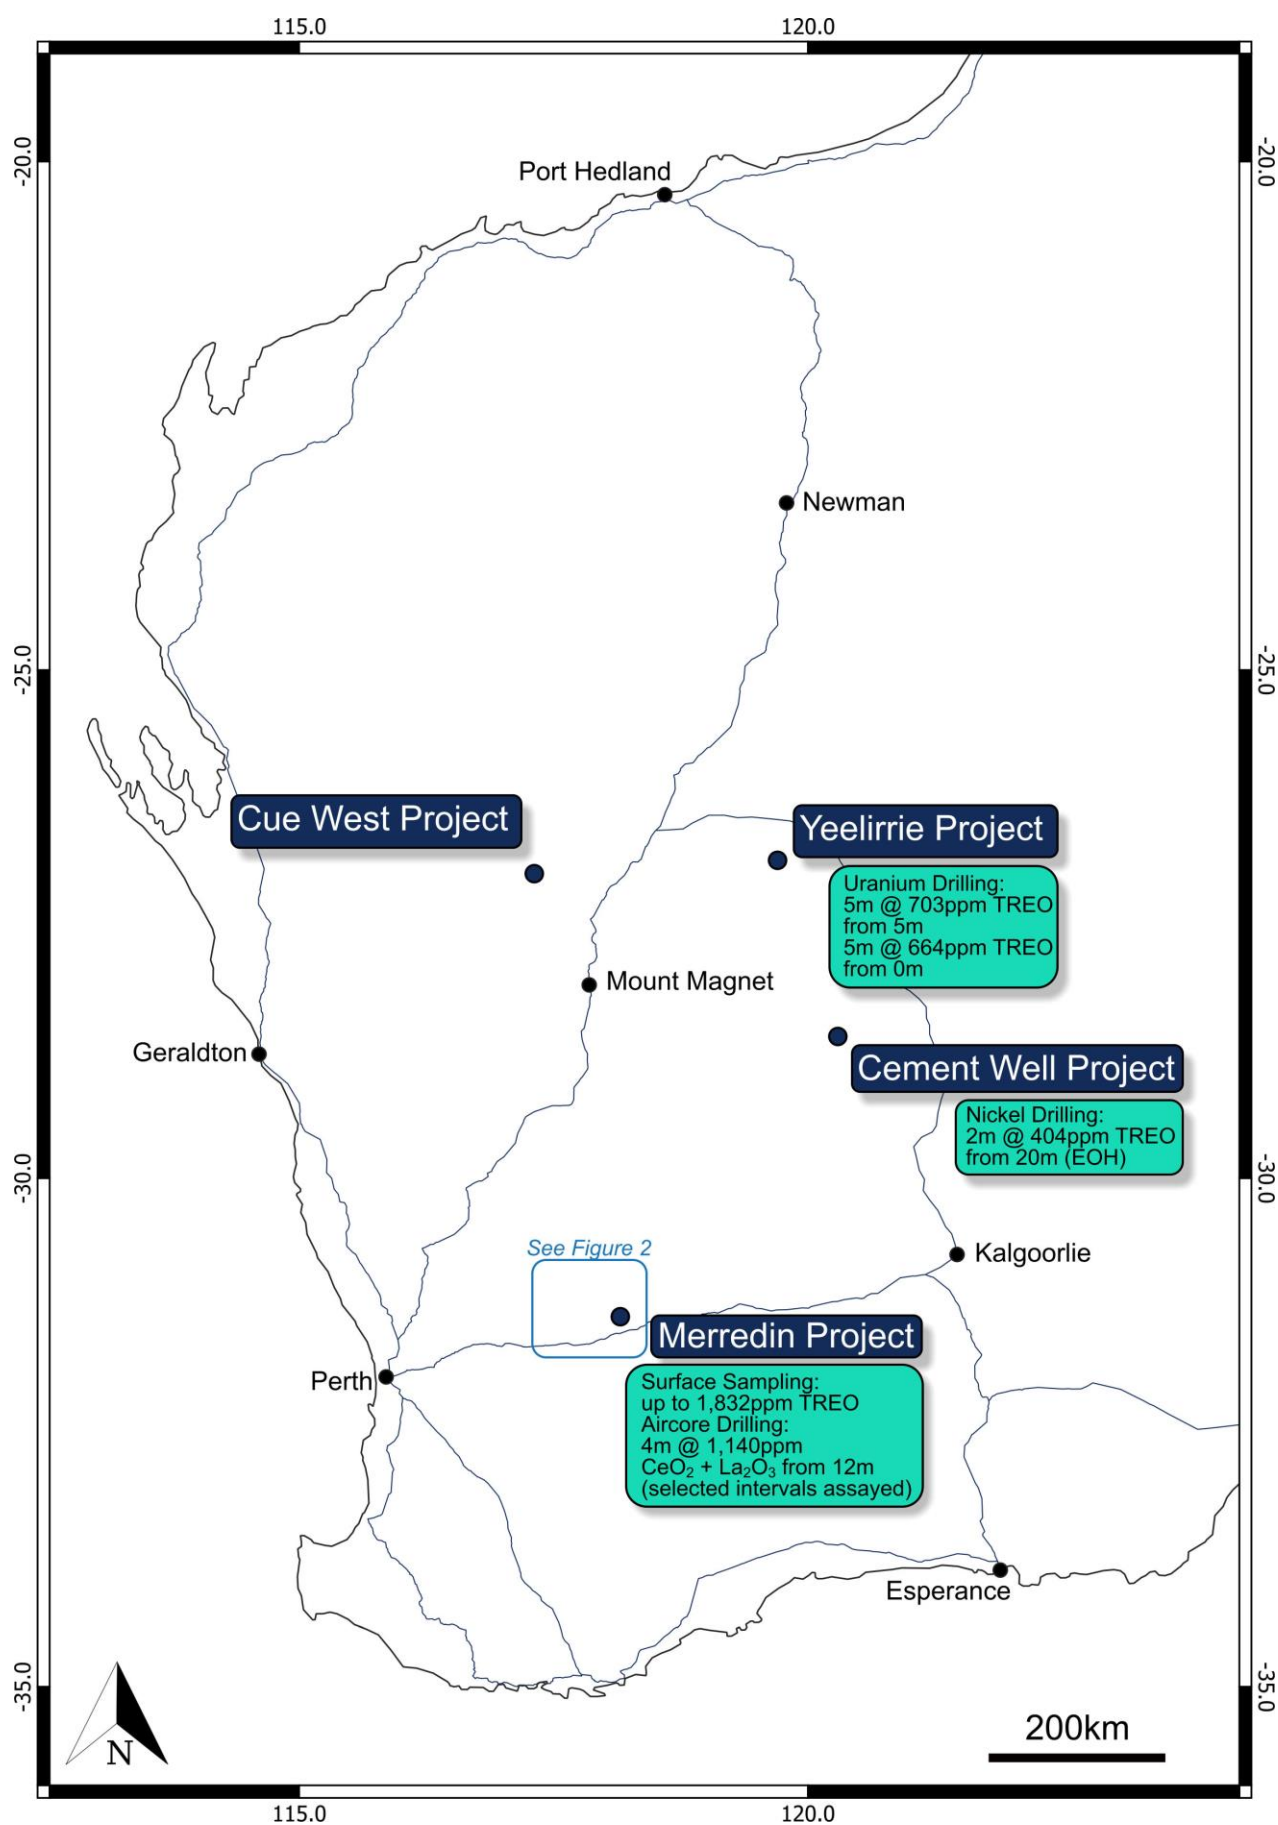 115.0
120.0
-20.0
-20.0
Port Hedland
Newman
-25.0
-25.0
Cue West Project
Yeelirrie Project
Uranium Drilling:
5m @ 703ppm TREO
from 5m
5m @ 664ppm TREO
from 0m
Mount Magnet
Geraldton
Cement Well Project
Nickel Drilling:
2m @ 404ppm TREO
from 20m (EOH)
-30.0
-30.0
See Figure 2
Kalgoorlie
Merredin Project
Perth
Surface Sampling:
up to 1,832ppm TREO
Aircore Drilling:
4m @ 1,140ppm
CeO₂ + La₂O₃ from 12m
(selected intervals assayed)
Esperance
-35.0
-35.0
N
200km
115.0
120.0